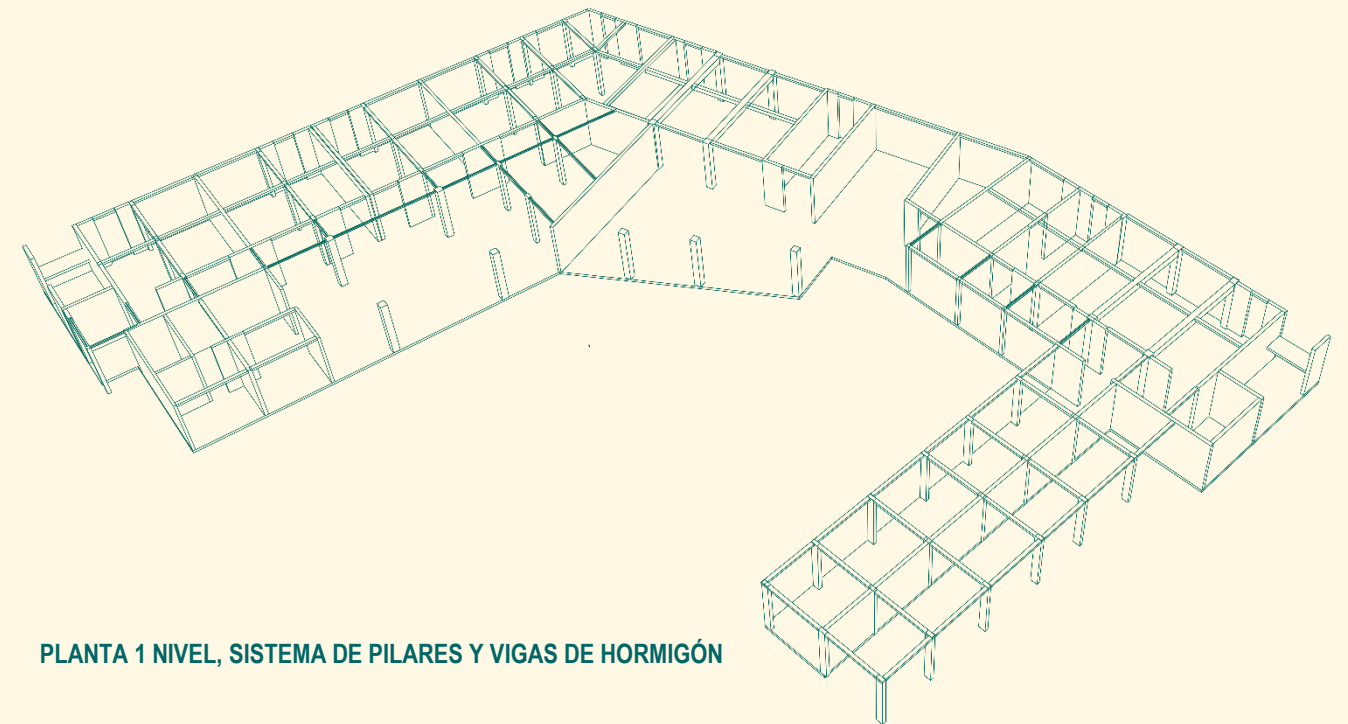 PLANTA 1 NIVEL, SISTEMA DE PILARES Y VIGAS DE HORMIGÓN